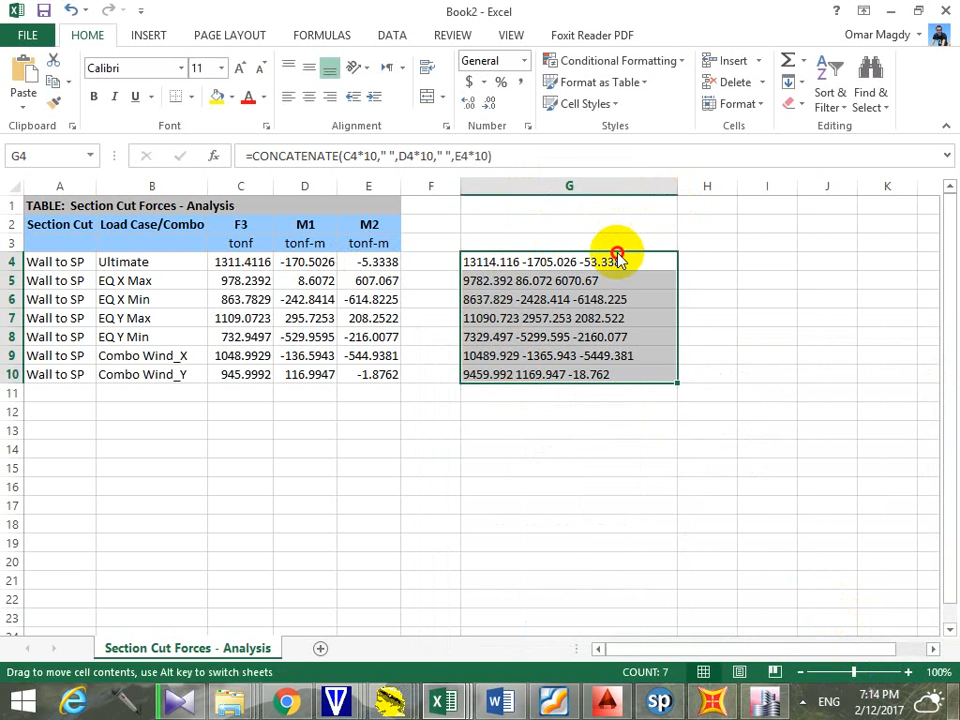 Book2 - Excel
FILE HOME INSERT PAGE LAYOUT FORMULAS DATA REVIEW VIEW Foxit Reader PDF Omar Magdy
Paste
Calibri 11
B I U
General
$ % ,
Conditional Formatting
Format as Table
Cell Styles
Insert
Delete
Format
Sort & Filter
Find & Select
Clipboard Font Alignment Number Styles Cells Editing
G4 fx =CONCATENATE(C4*10," ",D4*10," ",E4*10)
A B C D E F G H I J K
1 TABLE: Section Cut Forces - Analysis
2 Section Cut Load Case/Combo F3 M1 M2
3 tonf tonf-m tonf-m
4 Wall to SP Ultimate 1311.4116 -170.5026 -5.3338 13114.116 -1705.026 -53.338
5 Wall to SP EQ X Max 978.2392 8.6072 607.067 9782.392 86.072 6070.67
6 Wall to SP EQ X Min 863.7829 -242.8414 -614.8225 8637.829 -2428.414 -6148.225
7 Wall to SP EQ Y Max 1109.0723 295.7253 208.2522 11090.723 2957.253 2082.522
8 Wall to SP EQ Y Min 732.9497 -529.9595 -216.0077 7329.497 -5299.595 -2160.077
9 Wall to SP Combo Wind_X 1048.9929 -136.5943 -544.9381 10489.929 -1365.943 -5449.381
10 Wall to SP Combo Wind_Y 945.9992 116.9947 -1.8762 9459.992 1169.947 -18.762
11
12
13
14
15
16
17
18
19
20
21
22
23
Section Cut Forces - Analysis
Drag to move cell contents, use Alt key to switch sheets COUNT: 7 100%
ENG 7:14 PM
2/12/2017